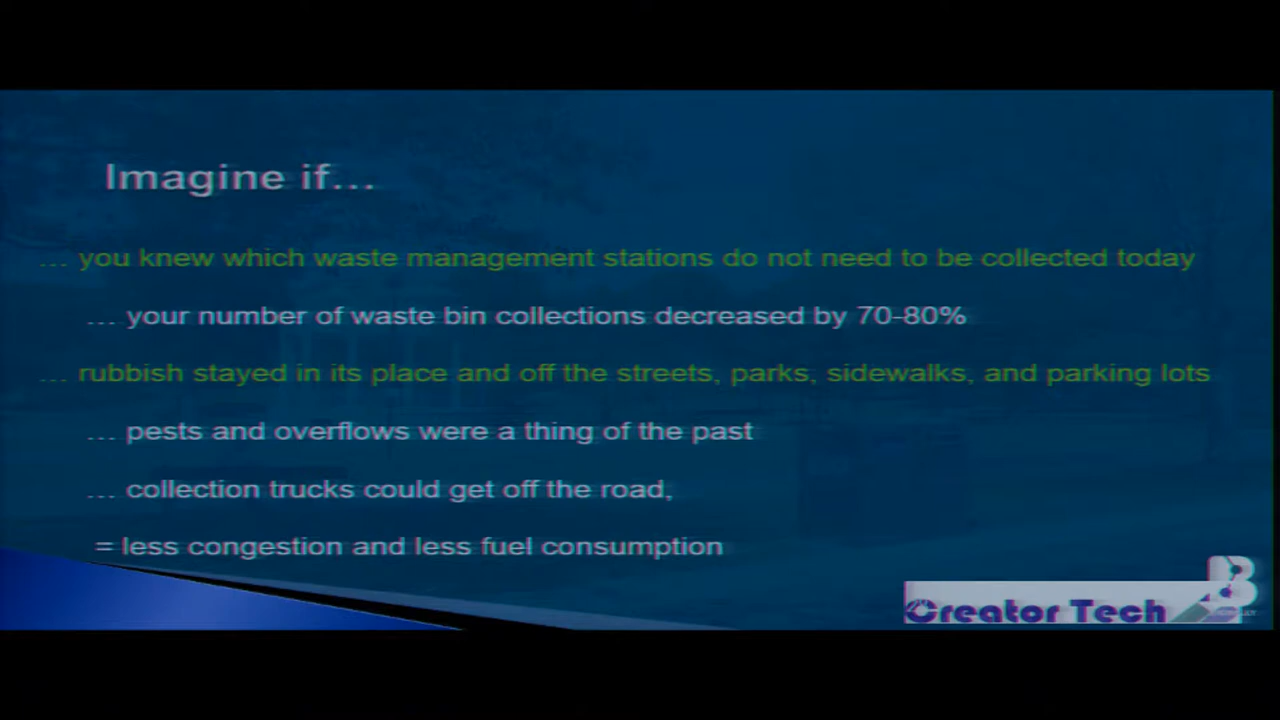 Imagine if...
... you knew which waste management stations do not need to be collected today
... your number of waste bin collections decreased by 70-80%
... rubbish stayed in its place and off the streets, parks, sidewalks, and parking lots
... pests and overflows were a thing of the past
... collection trucks could get off the road,
= less congestion and less fuel consumption
Creator Tech